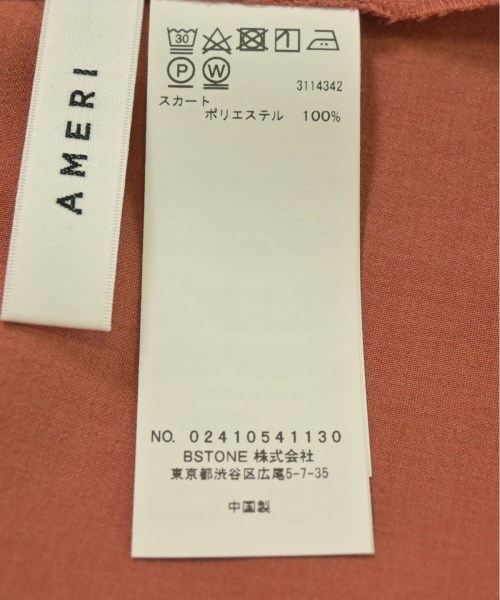 AMERI
30
P W
3114342
スカート
ポリエステル 100%
NO. 02410541130
BSTONE 株式会社
東京都渋谷区広尾5-7-35
中国製